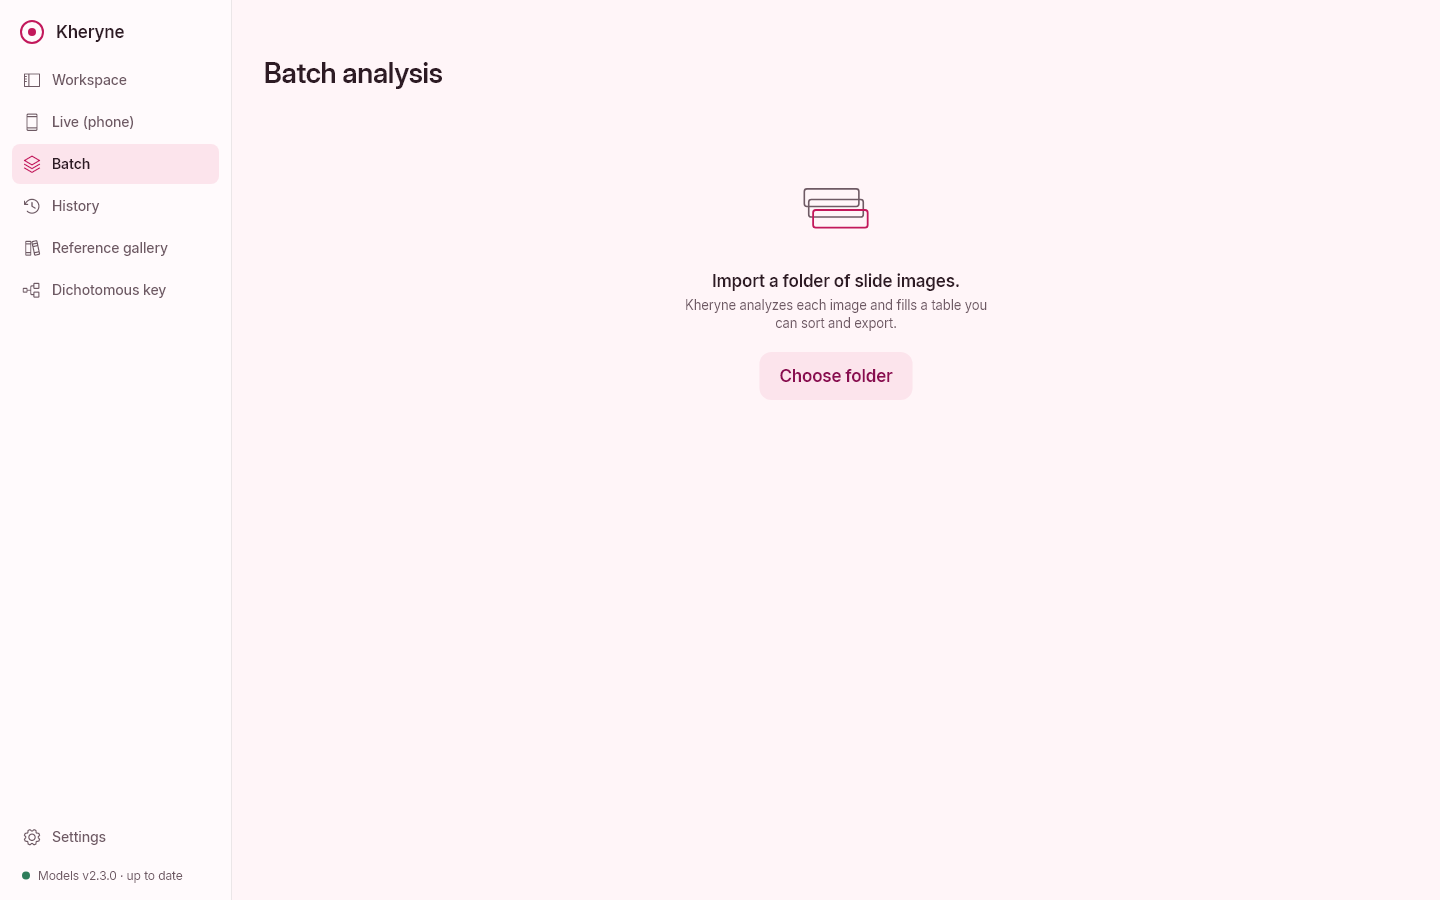 Kheryne
Workspace
Live (phone)
Batch
History
Reference gallery
Dichotomous key
Settings
Models v2.3.0 · up to date
Batch analysis
Import a folder of slide images.
Kheryne analyzes each image and fills a table you
can sort and export.
Choose folder